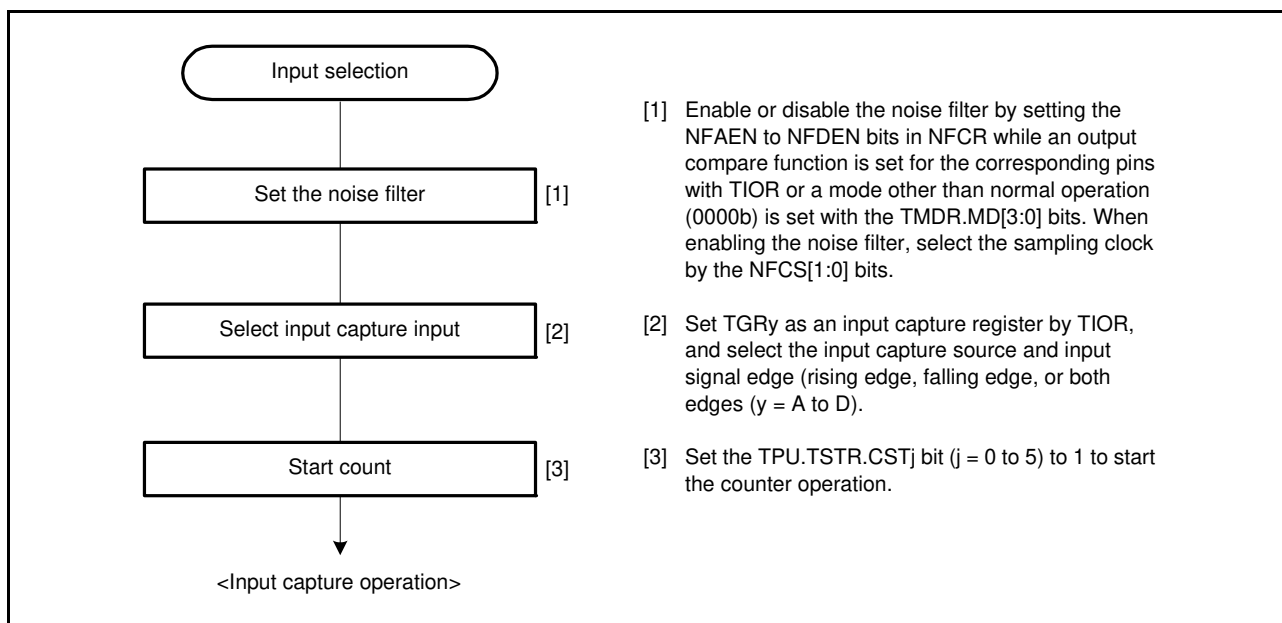 Input selection
Set the noise filter
[1]
Select input capture input
[2]
Start count
[3]
<Input capture operation>
[1] Enable or disable the noise filter by setting the
NFAEN to NFDEN bits in NFCR while an output
compare function is set for the corresponding pins
with TIOR or a mode other than normal operation
(0000b) is set with the TMDR.MD[3:0] bits. When
enabling the noise filter, select the sampling clock
by the NFCS[1:0] bits.
[2] Set TGRy as an input capture register by TIOR,
and select the input capture source and input
signal edge (rising edge, falling edge, or both
edges (y = A to D).
[3] Set the TPU.TSTR.CSTj bit (j = 0 to 5) to 1 to start
the counter operation.